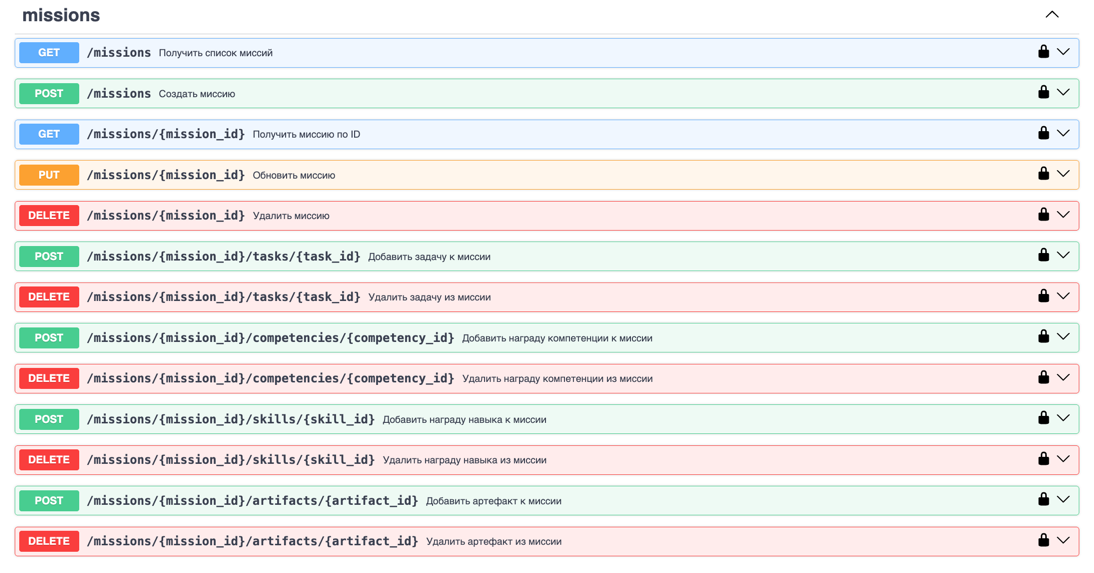 missions
GET /missions Получить список миссий
POST /missions Создать миссию
GET /missions/{mission_id} Получить миссию по ID
PUT /missions/{mission_id} Обновить миссию
DELETE /missions/{mission_id} Удалить миссию
POST /missions/{mission_id}/tasks/{task_id} Добавить задачу к миссии
DELETE /missions/{mission_id}/tasks/{task_id} Удалить задачу из миссии
POST /missions/{mission_id}/competencies/{competency_id} Добавить награду компетенции к миссии
DELETE /missions/{mission_id}/competencies/{competency_id} Удалить награду компетенции из миссии
POST /missions/{mission_id}/skills/{skill_id} Добавить награду навыка к миссии
DELETE /missions/{mission_id}/skills/{skill_id} Удалить награду навыка из миссии
POST /missions/{mission_id}/artifacts/{artifact_id} Добавить артефакт к миссии
DELETE /missions/{mission_id}/artifacts/{artifact_id} Удалить артефакт из миссии